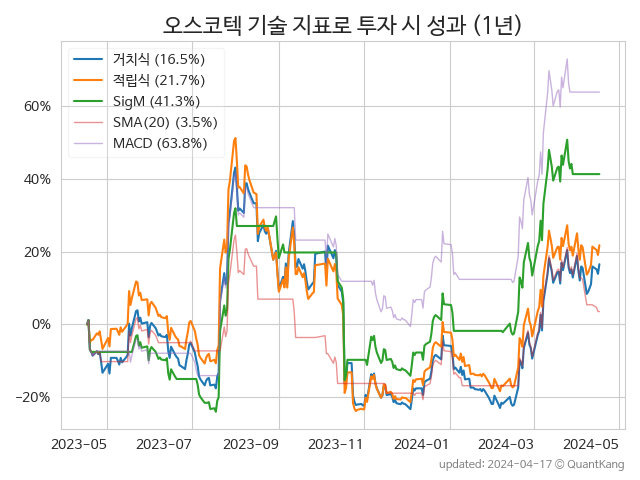 오스코텍 기술 지표로 투자 시 성과 (1년)
거치식 (16.5%)
적립식 (21.7%)
SigM (41.3%)
SMA(20) (3.5%)
MACD (63.8%)
60%
40%
20%
0%
−20%
2023-05 2023-07 2023-09 2023-11 2024-01 2024-03 2024-05
updated: 2024-04-17 © QuantKang